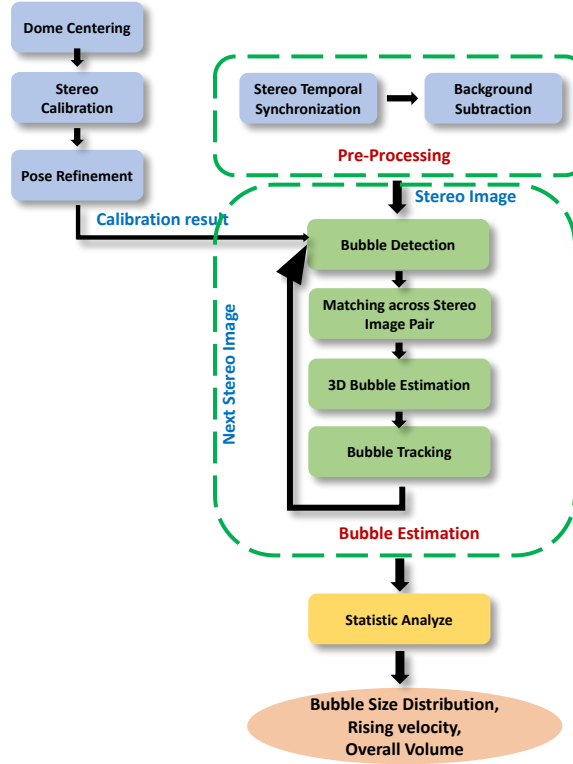 Dome Centering
Stereo
Calibration
Pose Refinement
Calibration result
Stereo Temporal
Synchronization
Background
Subtraction
Pre-Processing
Stereo Image
Bubble Detection
Matching across Stereo
Image Pair
3D Bubble Estimation
Bubble Tracking
Next Stereo Image
Bubble Estimation
Statistic Analyze
Bubble Size Distribution,
Rising velocity,
Overall Volume